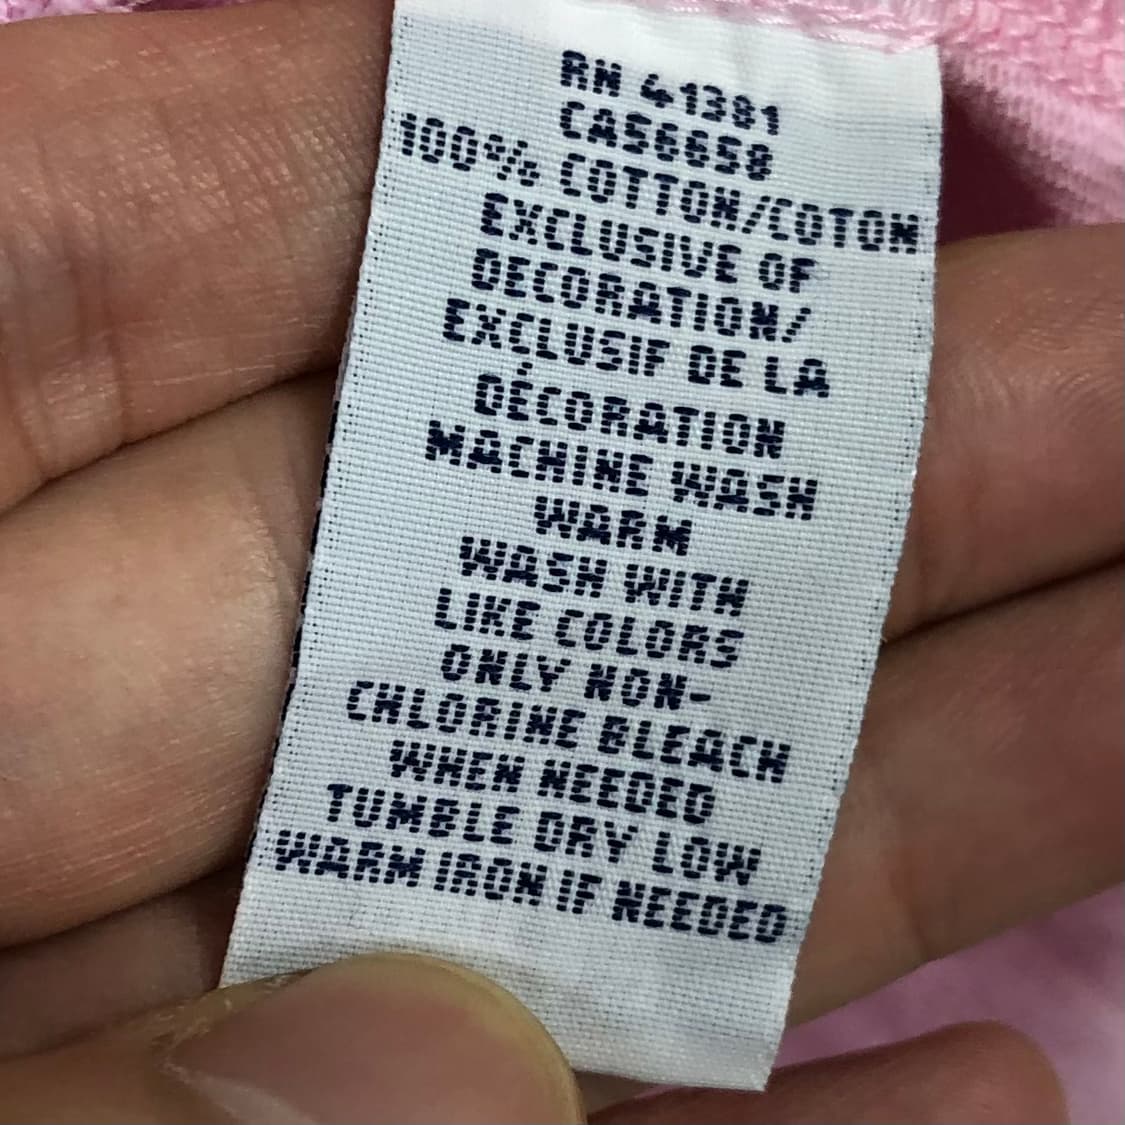 RN 41381
CA56658
100% COTTON/COTON
EXCLUSIVE OF
DECORATION/
EXCLUSIF DE LA
DÉCORATION
MACHINE WASH
WARM
WASH WITH
LIKE COLORS
ONLY NON-
CHLORINE BLEACH
WHEN NEEDED
TUMBLE DRY LOW
WARM IRON IF NEEDED